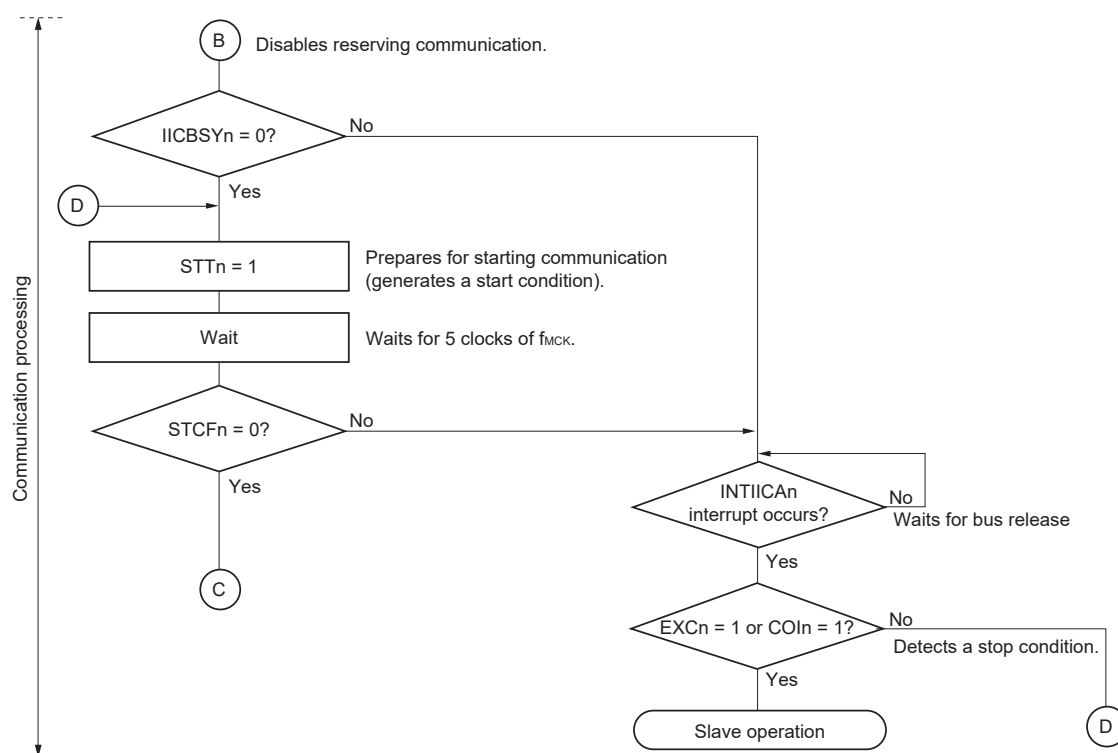 B
Disables reserving communication.
IICBSYn = 0?
No
Yes
D
STTn = 1
Prepares for starting communication
(generates a start condition).
Communication processing
Wait
Waits for 5 clocks of fMCK.
STCFn = 0?
No
Yes
INTIICAn
interrupt occurs?
No
Waits for bus release
Yes
C
EXCn = 1 or COIn = 1?
No
Detects a stop condition.
Yes
Slave operation
D